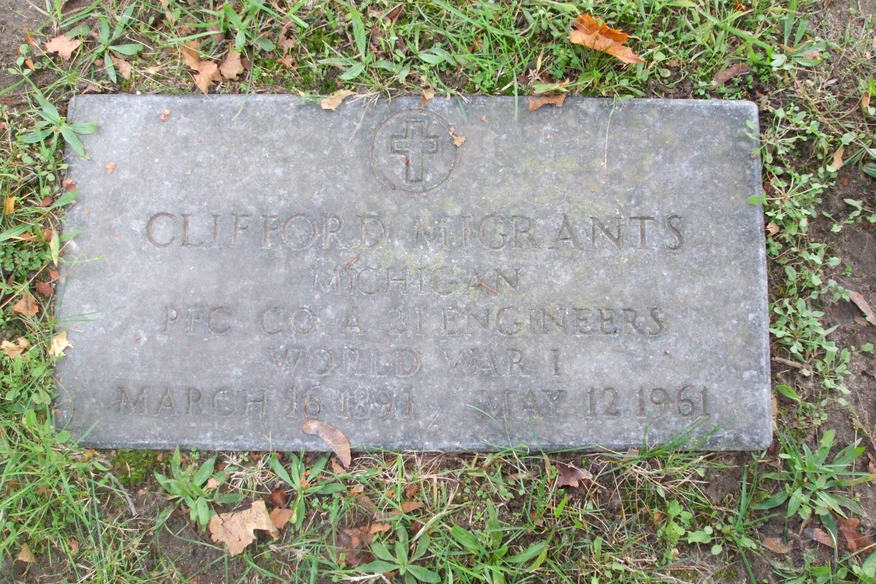 CLIFFORD MIGRANTS
MICHIGAN
PFC CO A 31 ENGINEERS
WORLD WAR I
MARCH 16 1891 MAY 12 1961